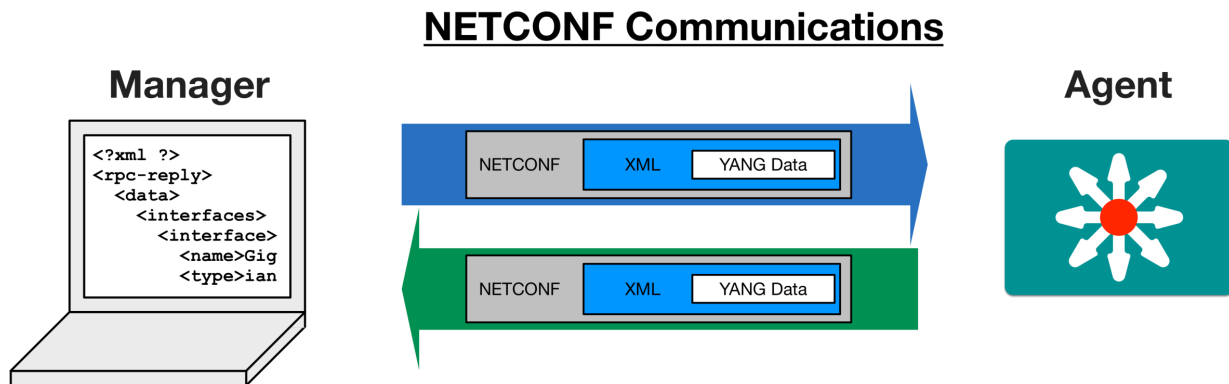 NETCONF Communications
Manager
Agent
<?xml ?>
<rpc-reply>
<data>
<interfaces>
<interface>
<name>Gig
<type>ian
NETCONF XML YANG Data
NETCONF XML YANG Data